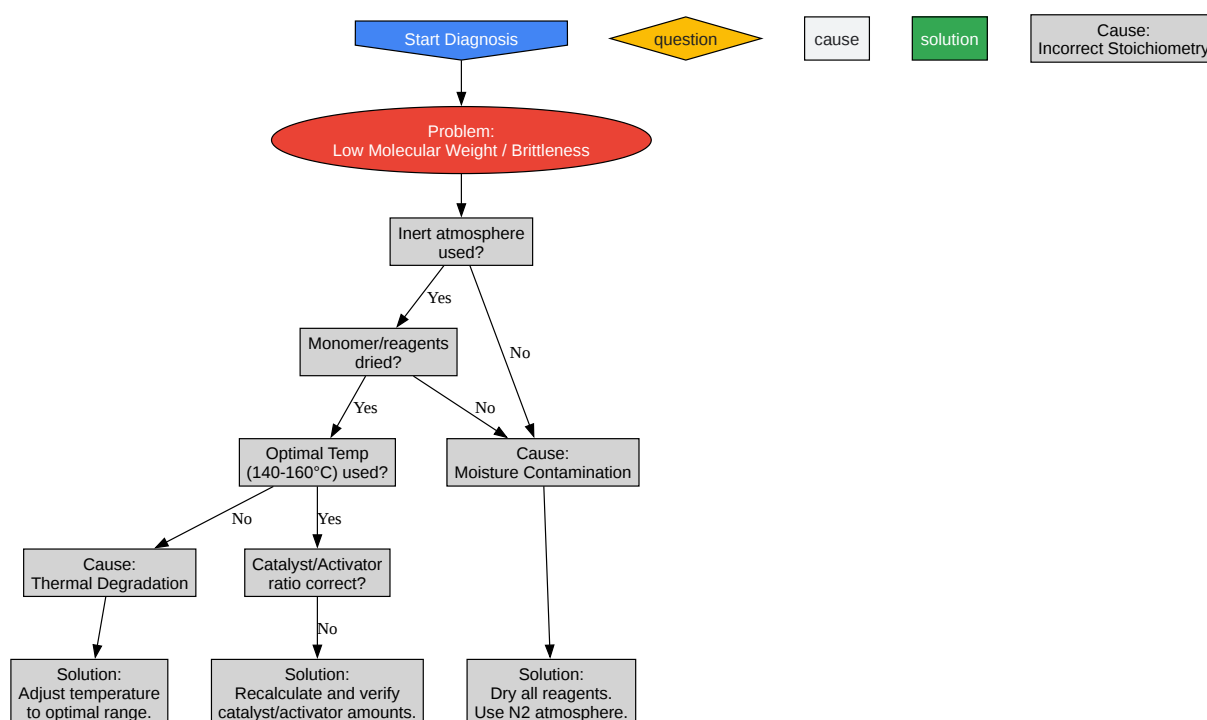 Start Diagnosis
question
cause
solution
Cause:
Incorrect Stoichiometry
Problem:
Low Molecular Weight / Brittleness
Inert atmosphere
used?
Yes
No
Monomer/reagents
dried?
Yes
No
Optimal Temp
(140-160°C) used?
Cause:
Moisture Contamination
No
Yes
Cause:
Thermal Degradation
Catalyst/Activator
ratio correct?
No
Solution:
Adjust temperature
to optimal range.
Solution:
Recalculate and verify
catalyst/activator amounts.
Solution:
Dry all reagents.
Use N2 atmosphere.